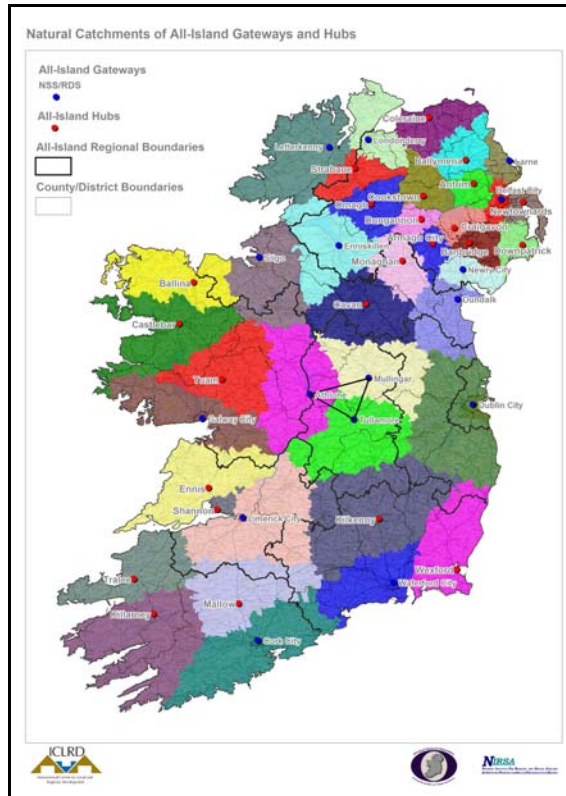 Natural Catchments of All-Island Gateways and Hubs
All-Island Gateways
NSS/RDS
All-Island Hubs
All-Island Regional Boundaries
County/District Boundaries
Coleraine
Londonderry
Letterkenny
Ballymena
Larne
Strabane
Antrim
Belfast City
Cookstown
Omagh
Newtownards
Dungannon
Craigavon
Armagh City
Enniskillen
Banbridge
Downpatrick
Monaghan
Sligo
Newry City
Ballina
Dundalk
Cavan
Castlebar
Mullingar
Tuam
Athlone
Dublin City
Galway City
Tullamore
Ennis
Shannon
Limerick City
Kilkenny
Wexford
Tralee
Waterford City
Mallow
Killarney
Cork City
ICLRD
NIRSA